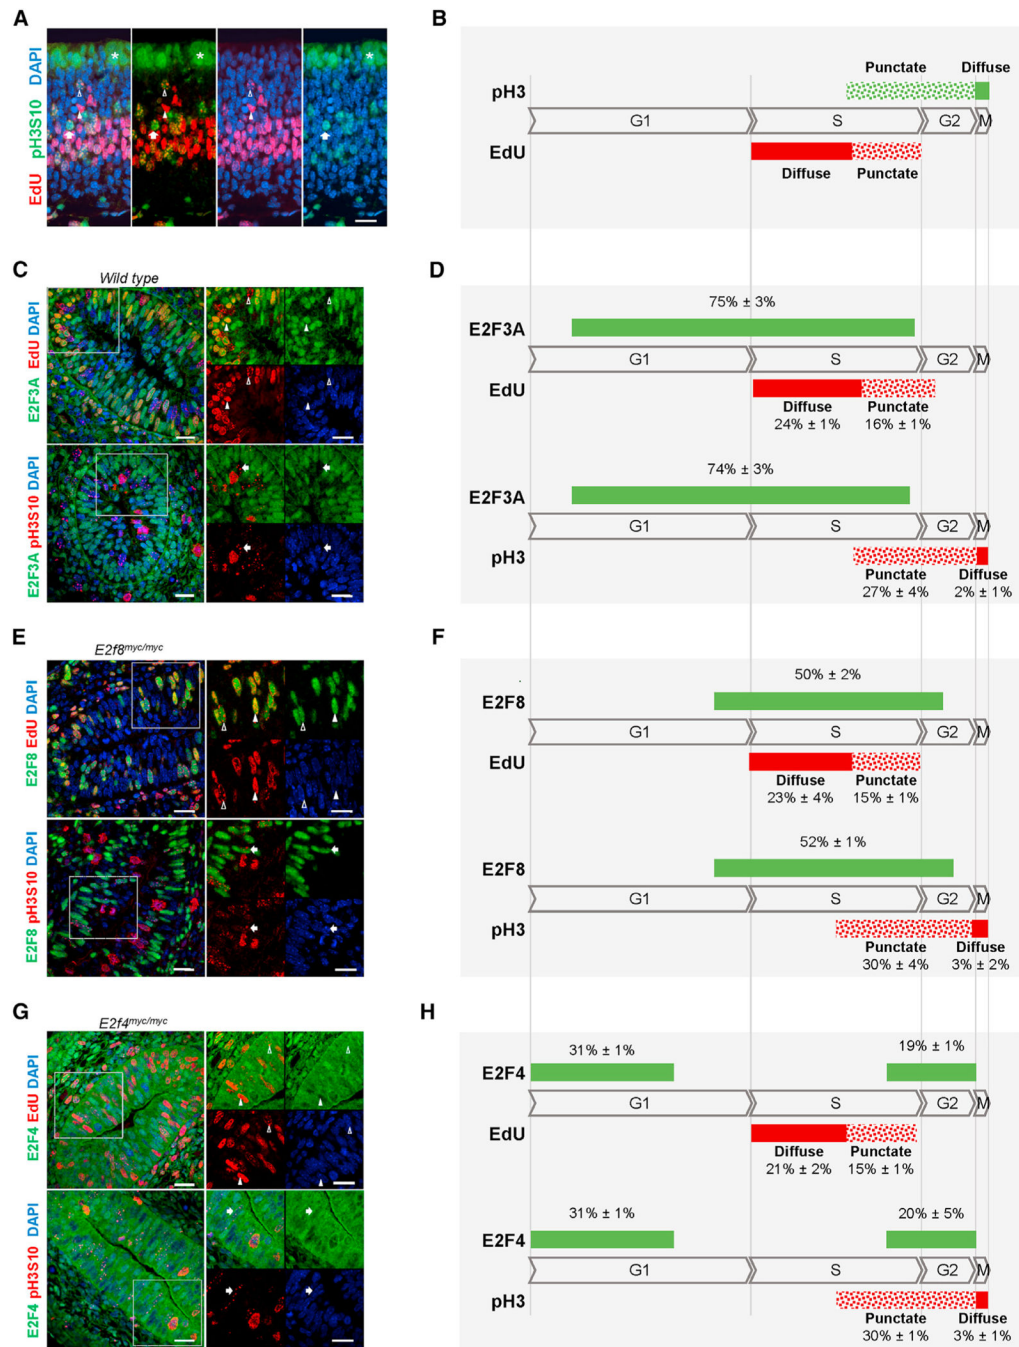 A
EdU pH3S10 DAPI
*
*
*
B
Punctate
Diffuse
pH3
G1
S
G2
M
EdU
Diffuse
Punctate
C
Wild type
E2F3A EdU DAPI
E2F3A pH3S10 DAPI
D
75% ± 3%
E2F3A
G1
S
G2
M
EdU
Diffuse
24% ± 1%
Punctate
16% ± 1%
74% ± 3%
E2F3A
G1
S
G2
M
pH3
Punctate
27% ± 4%
Diffuse
2% ± 1%
E
E2f8myc/myc
E2F8 EdU DAPI
E2F8 pH3S10 DAPI
F
50% ± 2%
E2F8
G1
S
G2
M
EdU
Diffuse
23% ± 4%
Punctate
15% ± 1%
52% ± 1%
E2F8
G1
S
G2
M
pH3
Punctate
30% ± 4%
Diffuse
3% ± 2%
G
E2f4myc/myc
E2F4 EdU DAPI
E2F4 pH3S10 DAPI
H
31% ± 1%
19% ± 1%
E2F4
G1
S
G2
M
EdU
Diffuse
21% ± 2%
Punctate
15% ± 1%
31% ± 1%
20% ± 5%
E2F4
G1
S
G2
M
pH3
Punctate
30% ± 1%
Diffuse
3% ± 1%